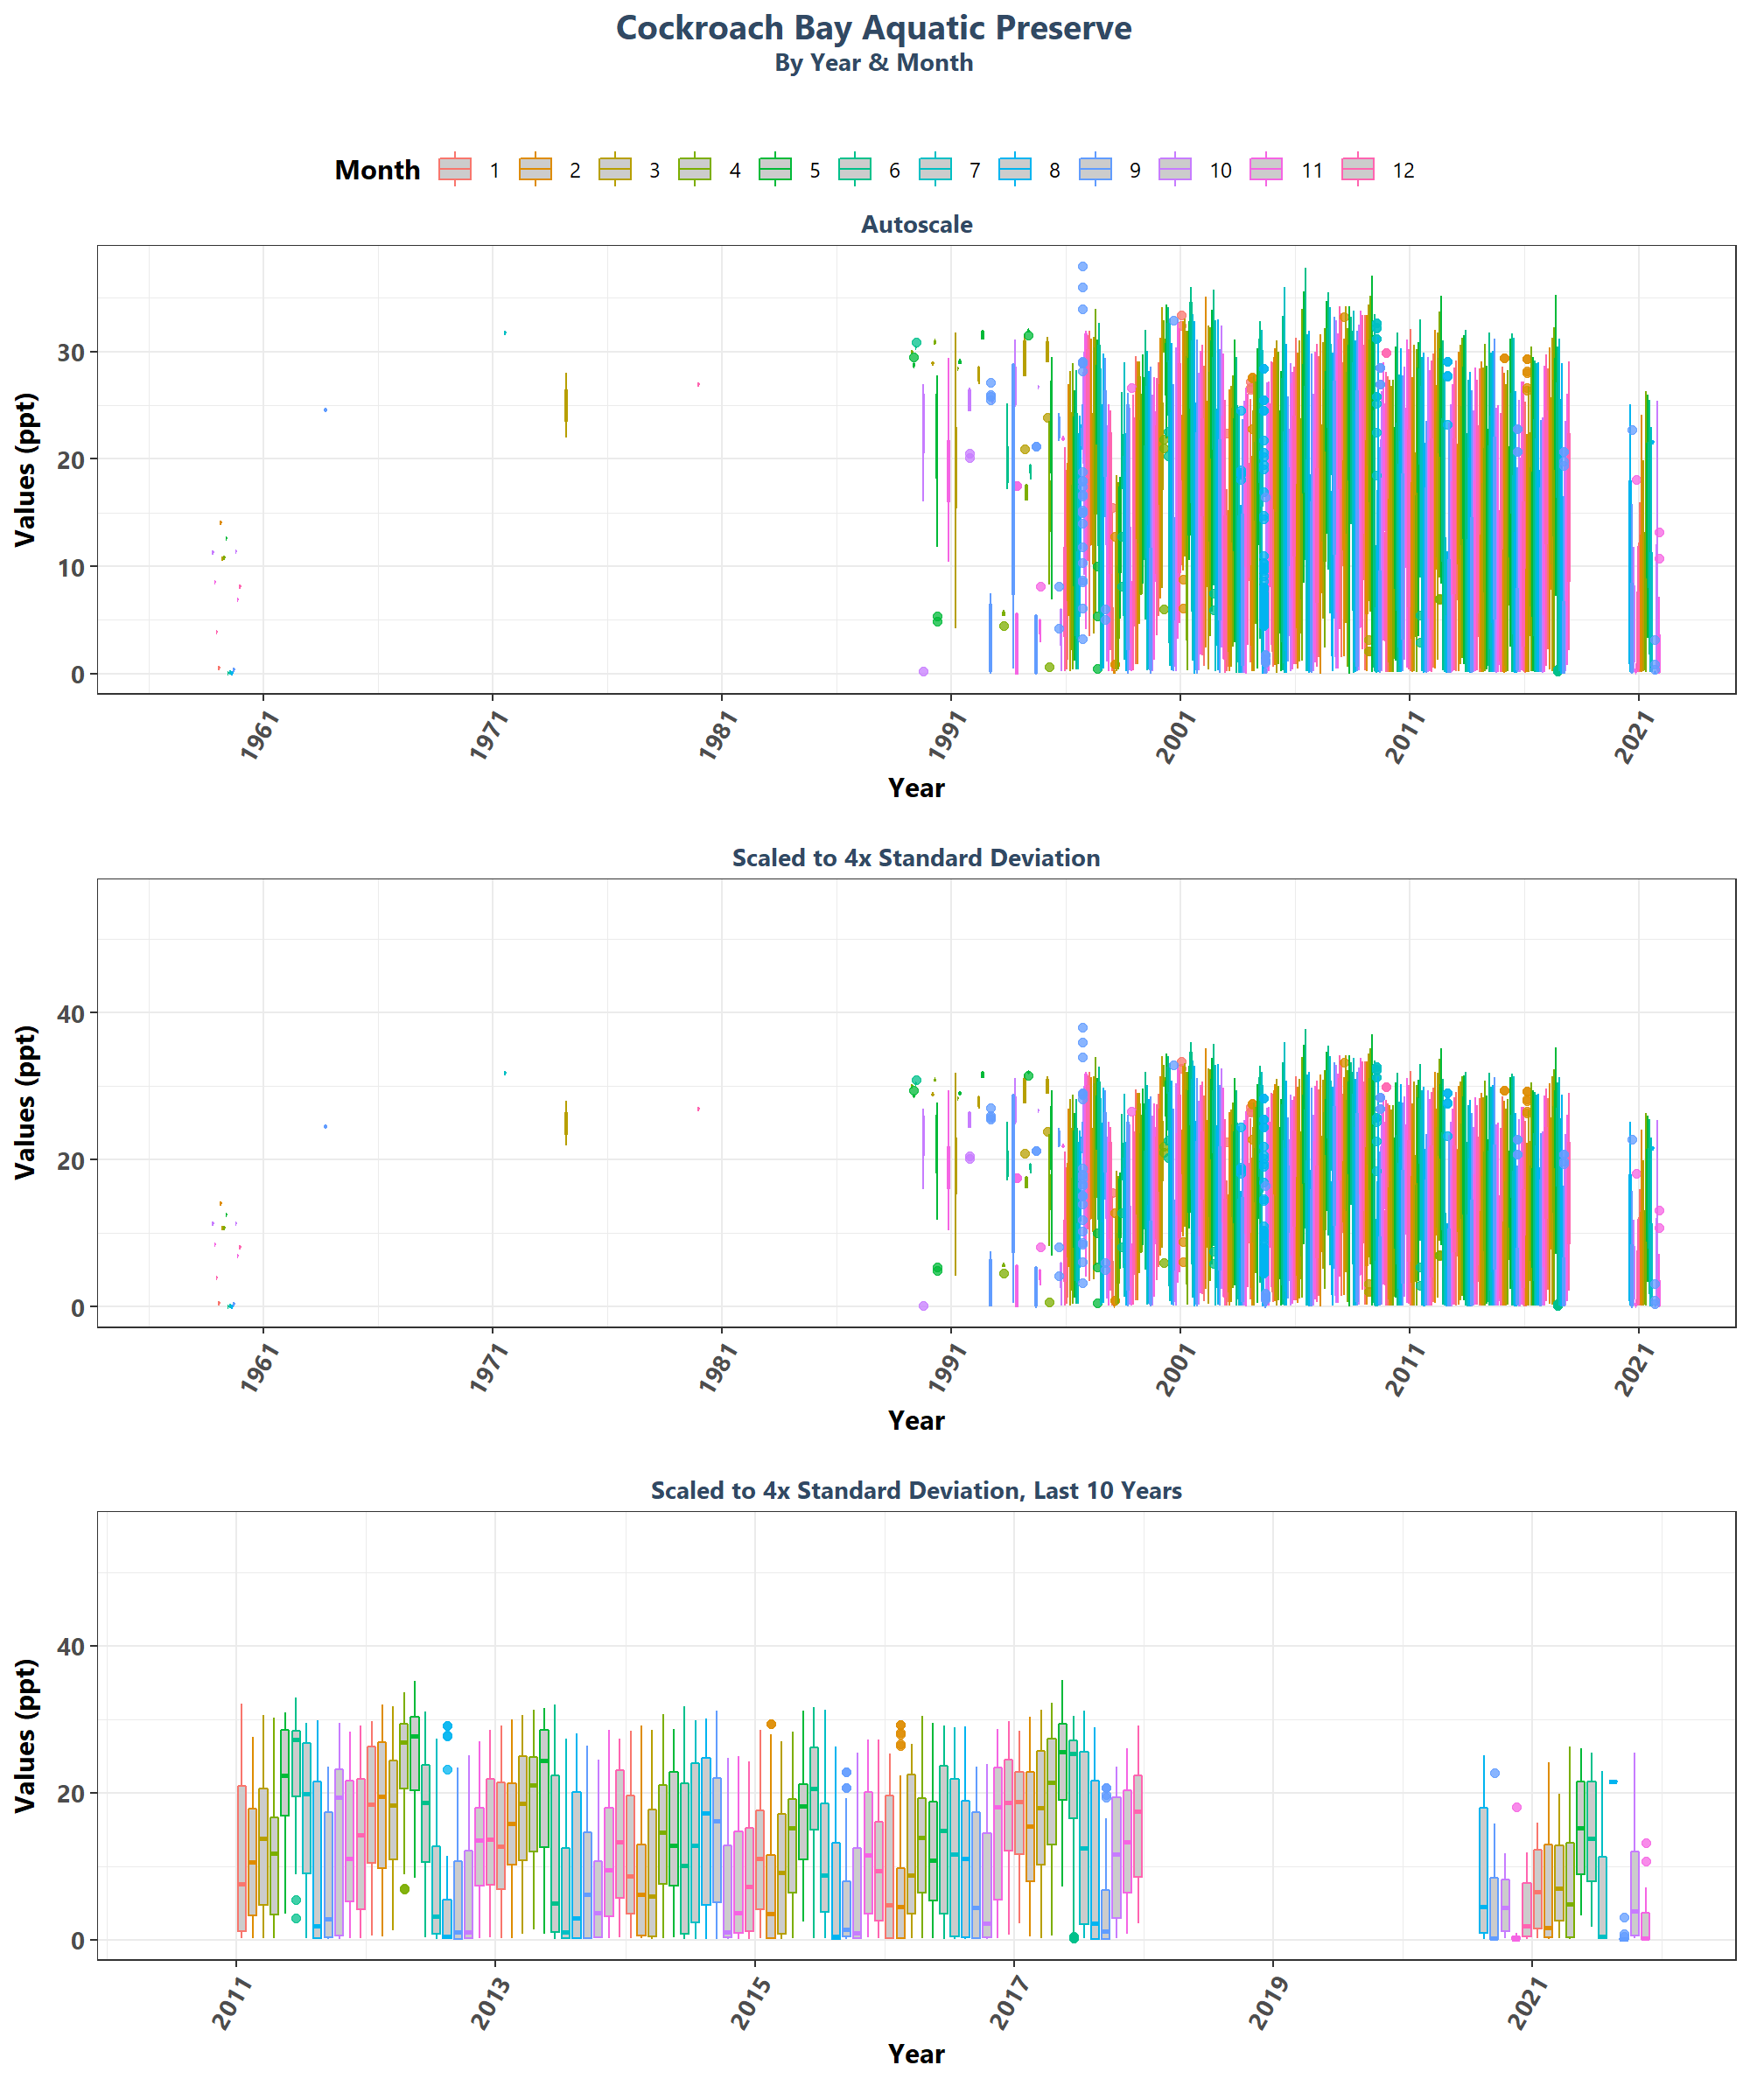 Cockroach Bay Aquatic Preserve
By Year & Month
Month 1 2 3 4 5 6 7 8 9 10 11 12
Autoscale
Values (ppt)
30
20
10
0
1961 1971 1981 1991 2001 2011 2021
Year
Scaled to 4x Standard Deviation
Values (ppt)
40
20
0
1961 1971 1981 1991 2001 2011 2021
Year
Scaled to 4x Standard Deviation, Last 10 Years
Values (ppt)
40
20
0
2011 2013 2015 2017 2019 2021
Year